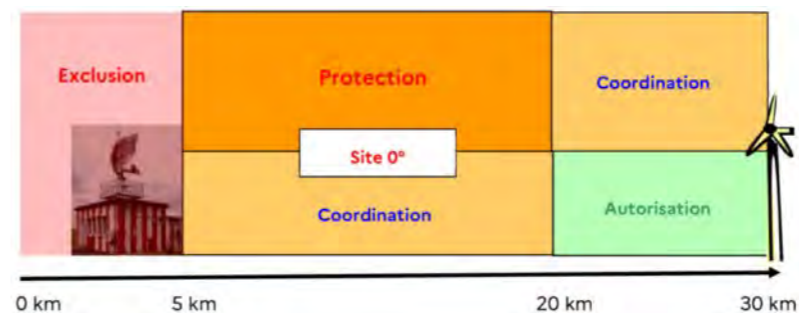 Exclusion
Protection
Coordination
Site 0°
Coordination
Autorisation
0 km
5 km
20 km
30 km